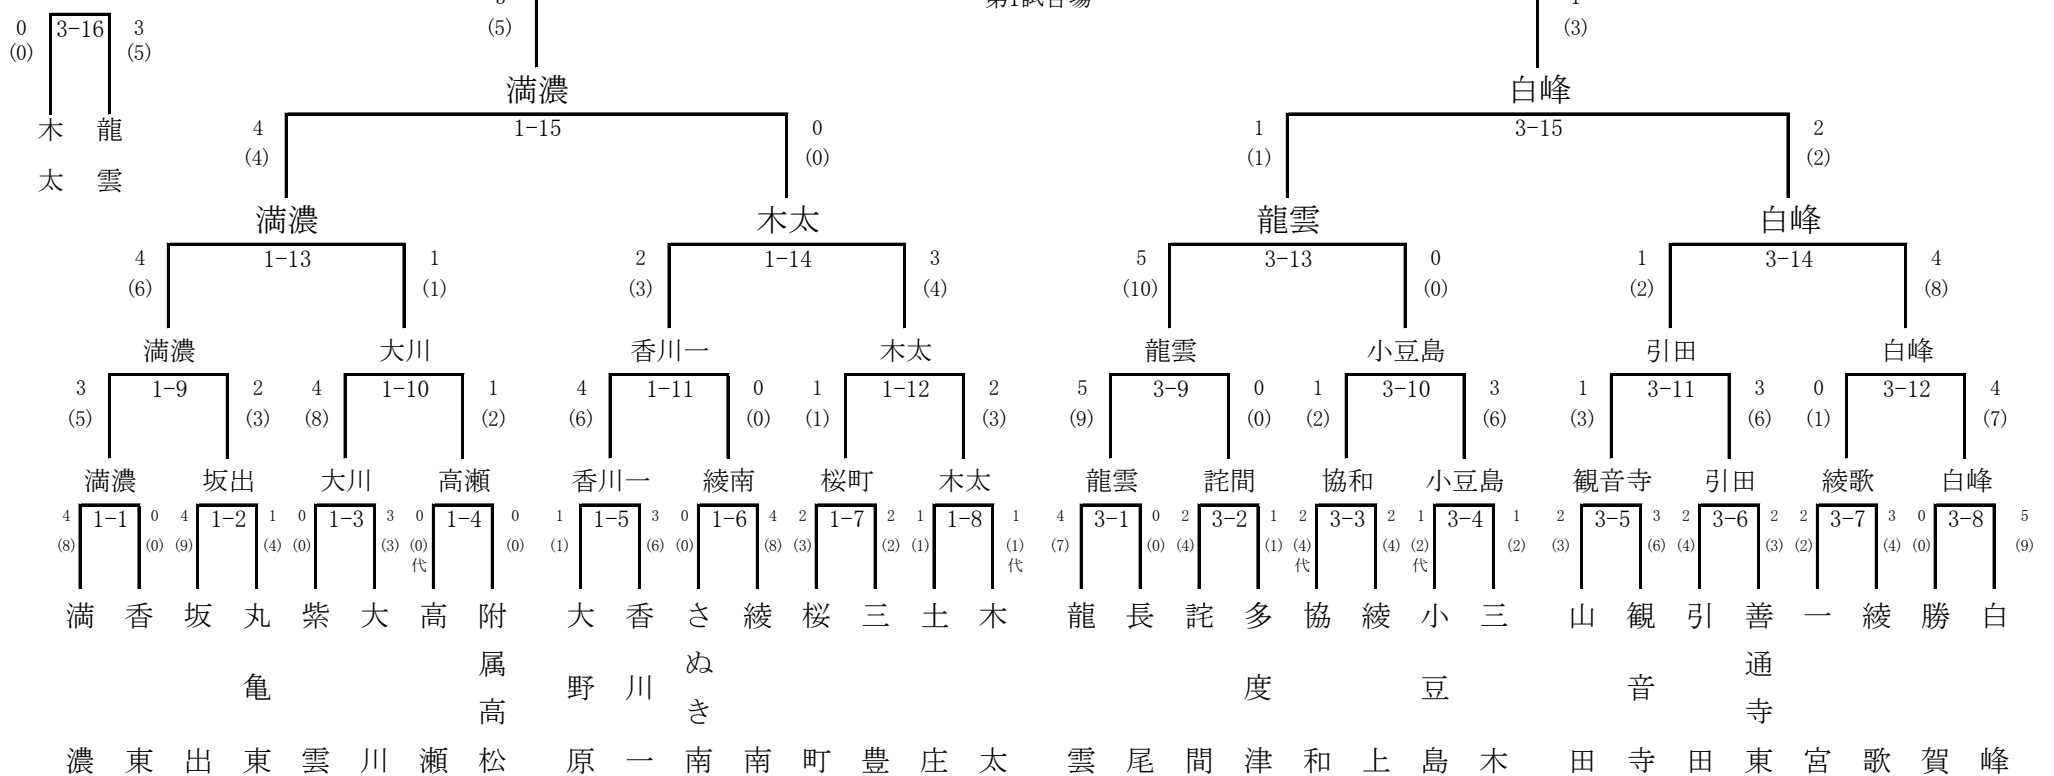 0 3-16 3 (5) (3)
(0) (5)
満濃 白峰
木太 龍雲
4 1-15 0 1 3-15 2
(4) (0) (1) (2)
満濃 木太 龍雲 白峰
4 1-13 1 2 1-14 3 5 3-13 0 1 3-14 4
(6) (1) (3) (4) (10) (0) (2) (8)
満濃 大川 香川一 木太 龍雲 小豆島 引田 白峰
3 1-9 2 4 1-10 1 4 1-11 0 1 1-12 2 5 3-9 0 1 3-10 3 1 3-11 3 0 3-12 4
(5) (3) (8) (2) (6) (0) (1) (3) (9) (0) (2) (6) (3) (6) (1) (7)
満濃 坂出 大川 高瀬 香川一 綾南 桜町 木太 龍雲 詫間 協和 小豆島 観音寺 引田 綾歌 白峰
4 1-1 0 4 1-2 1 0 1-3 3 0 1-4 0 1 1-5 3 0 1-6 4 2 1-7 2 1 1-8 1 4 3-1 0 2 3-2 1 2 3-3 2 1 3-4 1 2 3-5 3 2 3-6 2 2 3-7 3 0 3-8 5
(8) (0) (9) (4) (0) (3) (0) (0) (1) (6) (0) (8) (3) (2) (1) (1) (7) (0) (4) (1) (4) (4) (2) (2) (3) (6) (4) (3) (2) (4) (0) (9)
代 代 代 代
満濃 香東 坂出 丸亀東 紫雲 大川 高瀬 附属高松 大野原 香川一 さぬき南 綾南 桜町 三豊 土庄 木太 龍雲 長尾 詫間 多度津 協和 綾上 小豆島 三木 山田 観音寺 引田 善通寺東 一宮 綾歌 勝賀 白峰